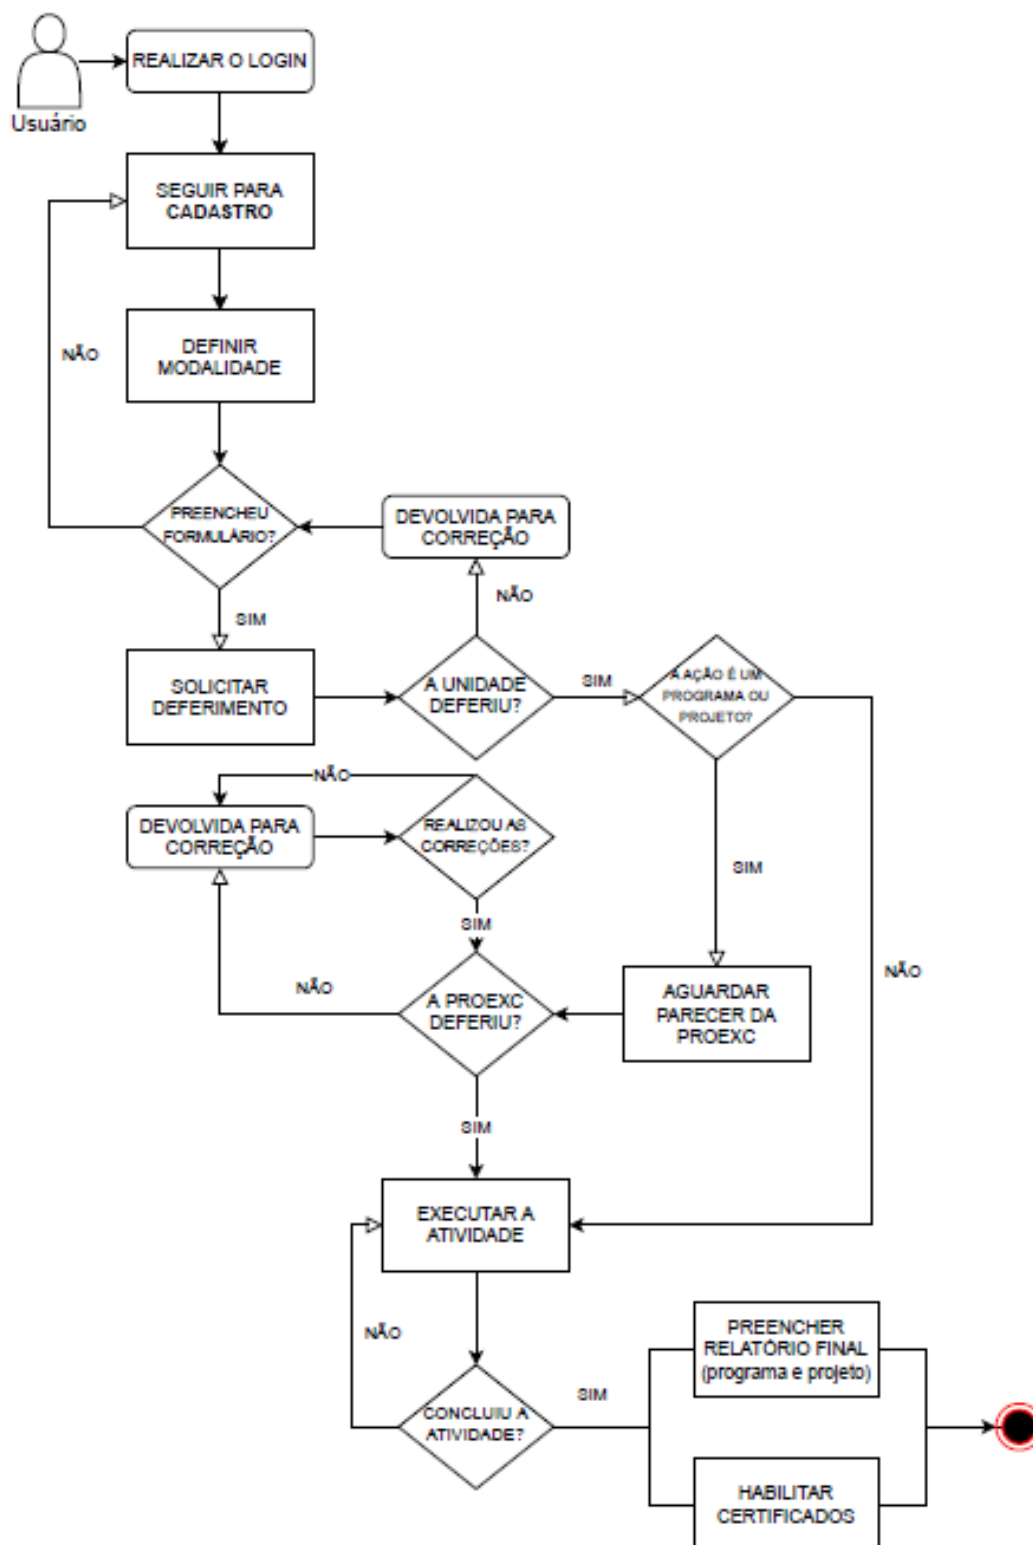 REALIZAR O LOGIN
Usuário
SEGUIR PARA
CADASTRO
NÃO
DEFINIR
MODALIDADE
PREENCHEU
FORMULÁRIO?
DEVOLVIDA PARA
CORREÇÃO
NÃO
SIM
SOLICITAR
DEFERIMENTO
A UNIDADE
DEFERIU?
SIM
A AÇÃO É UM
PROGRAMA OU
PROJETO?
NÃO
DEVOLVIDA PARA
CORREÇÃO
REALIZOU AS
CORREÇÕES?
SIM
SIM
NÃO
NÃO
A PROEXC
DEFERIU?
AGUARDAR
PARECER DA
PROEXC
SIM
EXECUTAR A
ATIVIDADE
NÃO
CONCLUIU A
ATIVIDADE?
SIM
PREENCHER
RELATÓRIO FINAL
(programa e projeto)
HABILITAR
CERTIFICADOS